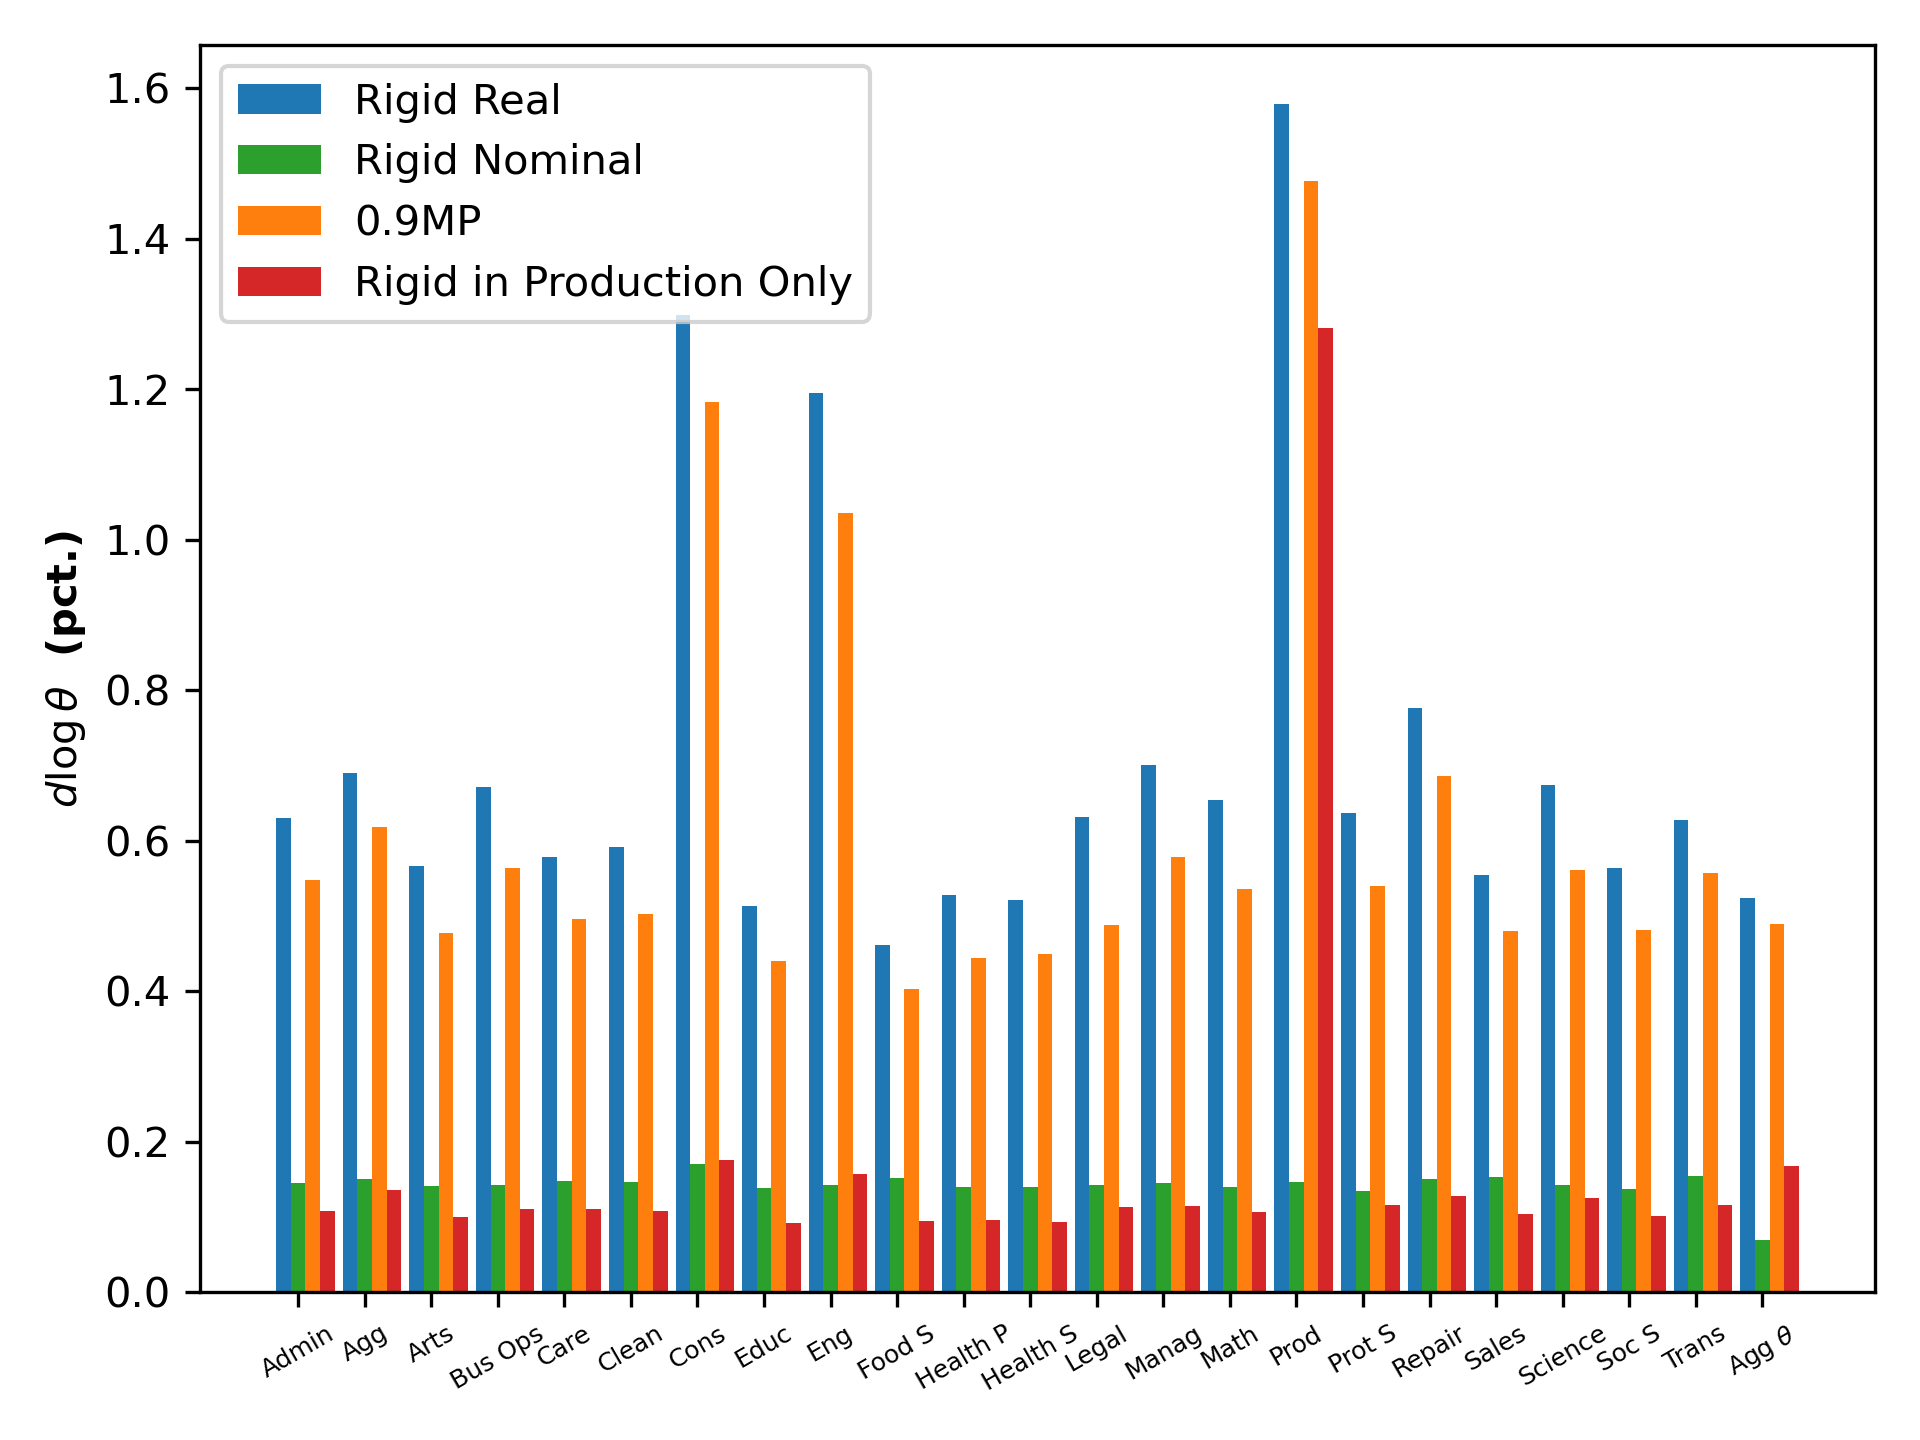 Rigid Real
Rigid Nominal
0.9MP
Rigid in Production Only
dlog θ (pct.)
1.6
1.4
1.2
1.0
0.8
0.6
0.4
0.2
0.0
Admin
Agg
Arts
Bus Ops
Care
Clean
Cons
Educ
Eng
Food S
Health P
Health S
Legal
Manag
Math
Prod
Prot S
Repair
Sales
Science
Soc S
Trans
Agg θ